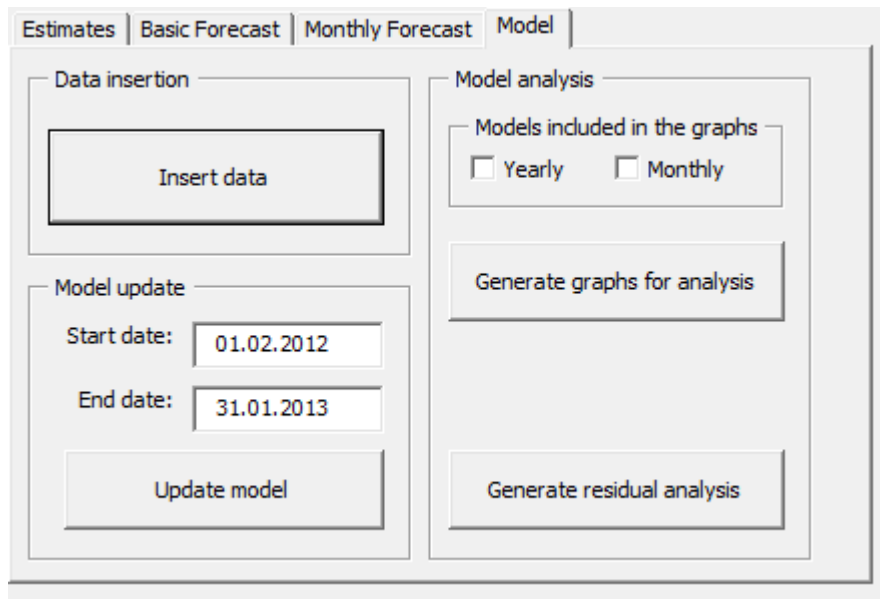 Estimates Basic Forecast Monthly Forecast Model
Data insertion
Insert data
Model update
Start date: 01.02.2012
End date: 31.01.2013
Update model
Model analysis
Models included in the graphs
Yearly Monthly
Generate graphs for analysis
Generate residual analysis